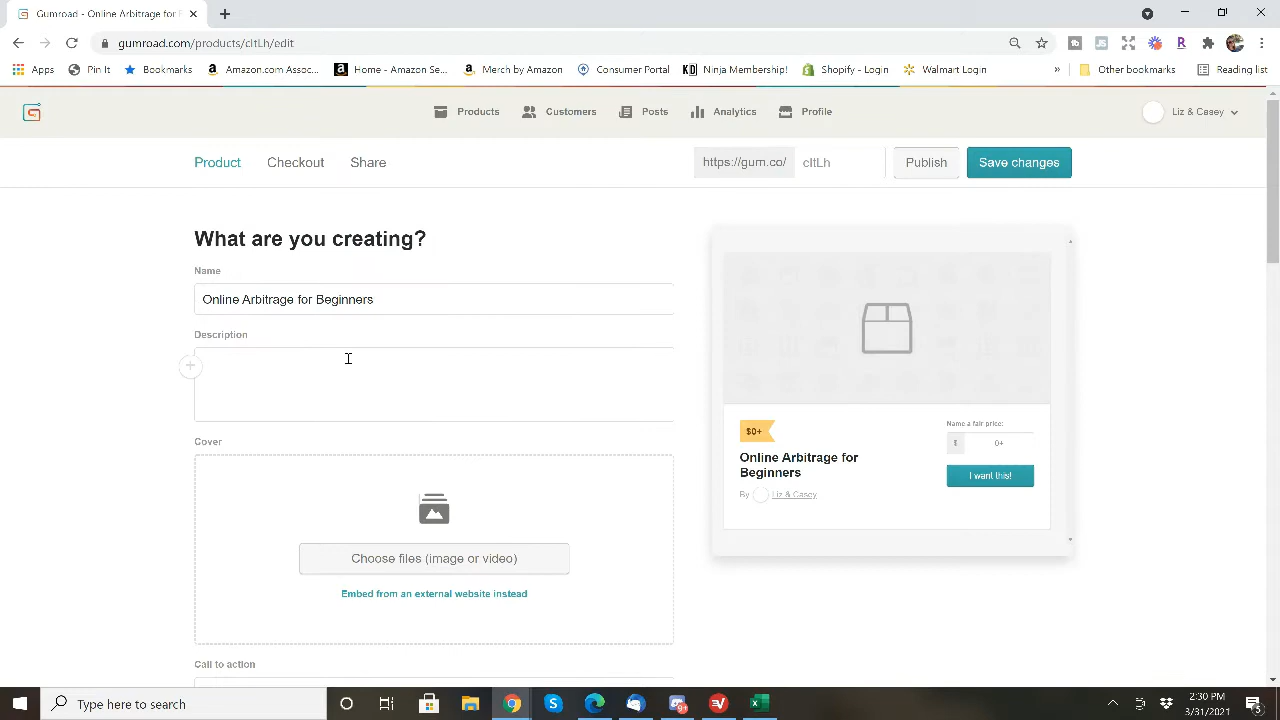 Gumroad - Online Arbitrage for B
gumroad.com/products/cltLh/edit
Apps
Pin It
Bookmarks
Amazon.com Assoc...
Home - Amazon Se...
Merch by Amazon
Consumer Portal
Ninja Membership!
Shopify - Login
Walmart Login
»
Other bookmarks
Reading list
Products
Customers
Posts
Analytics
Profile
Liz & Casey
Product
Checkout
Share
https://gum.co/
cltLh
Publish
Save changes
What are you creating?
Name
Online Arbitrage for Beginners
Description
Cover
Choose files (image or video)
Embed from an external website instead
Call to action
$0+
Online Arbitrage for
Beginners
By Liz & Casey
Name a fair price:
$ 0+
I want this!
Type here to search
2:30 PM
3/31/2021